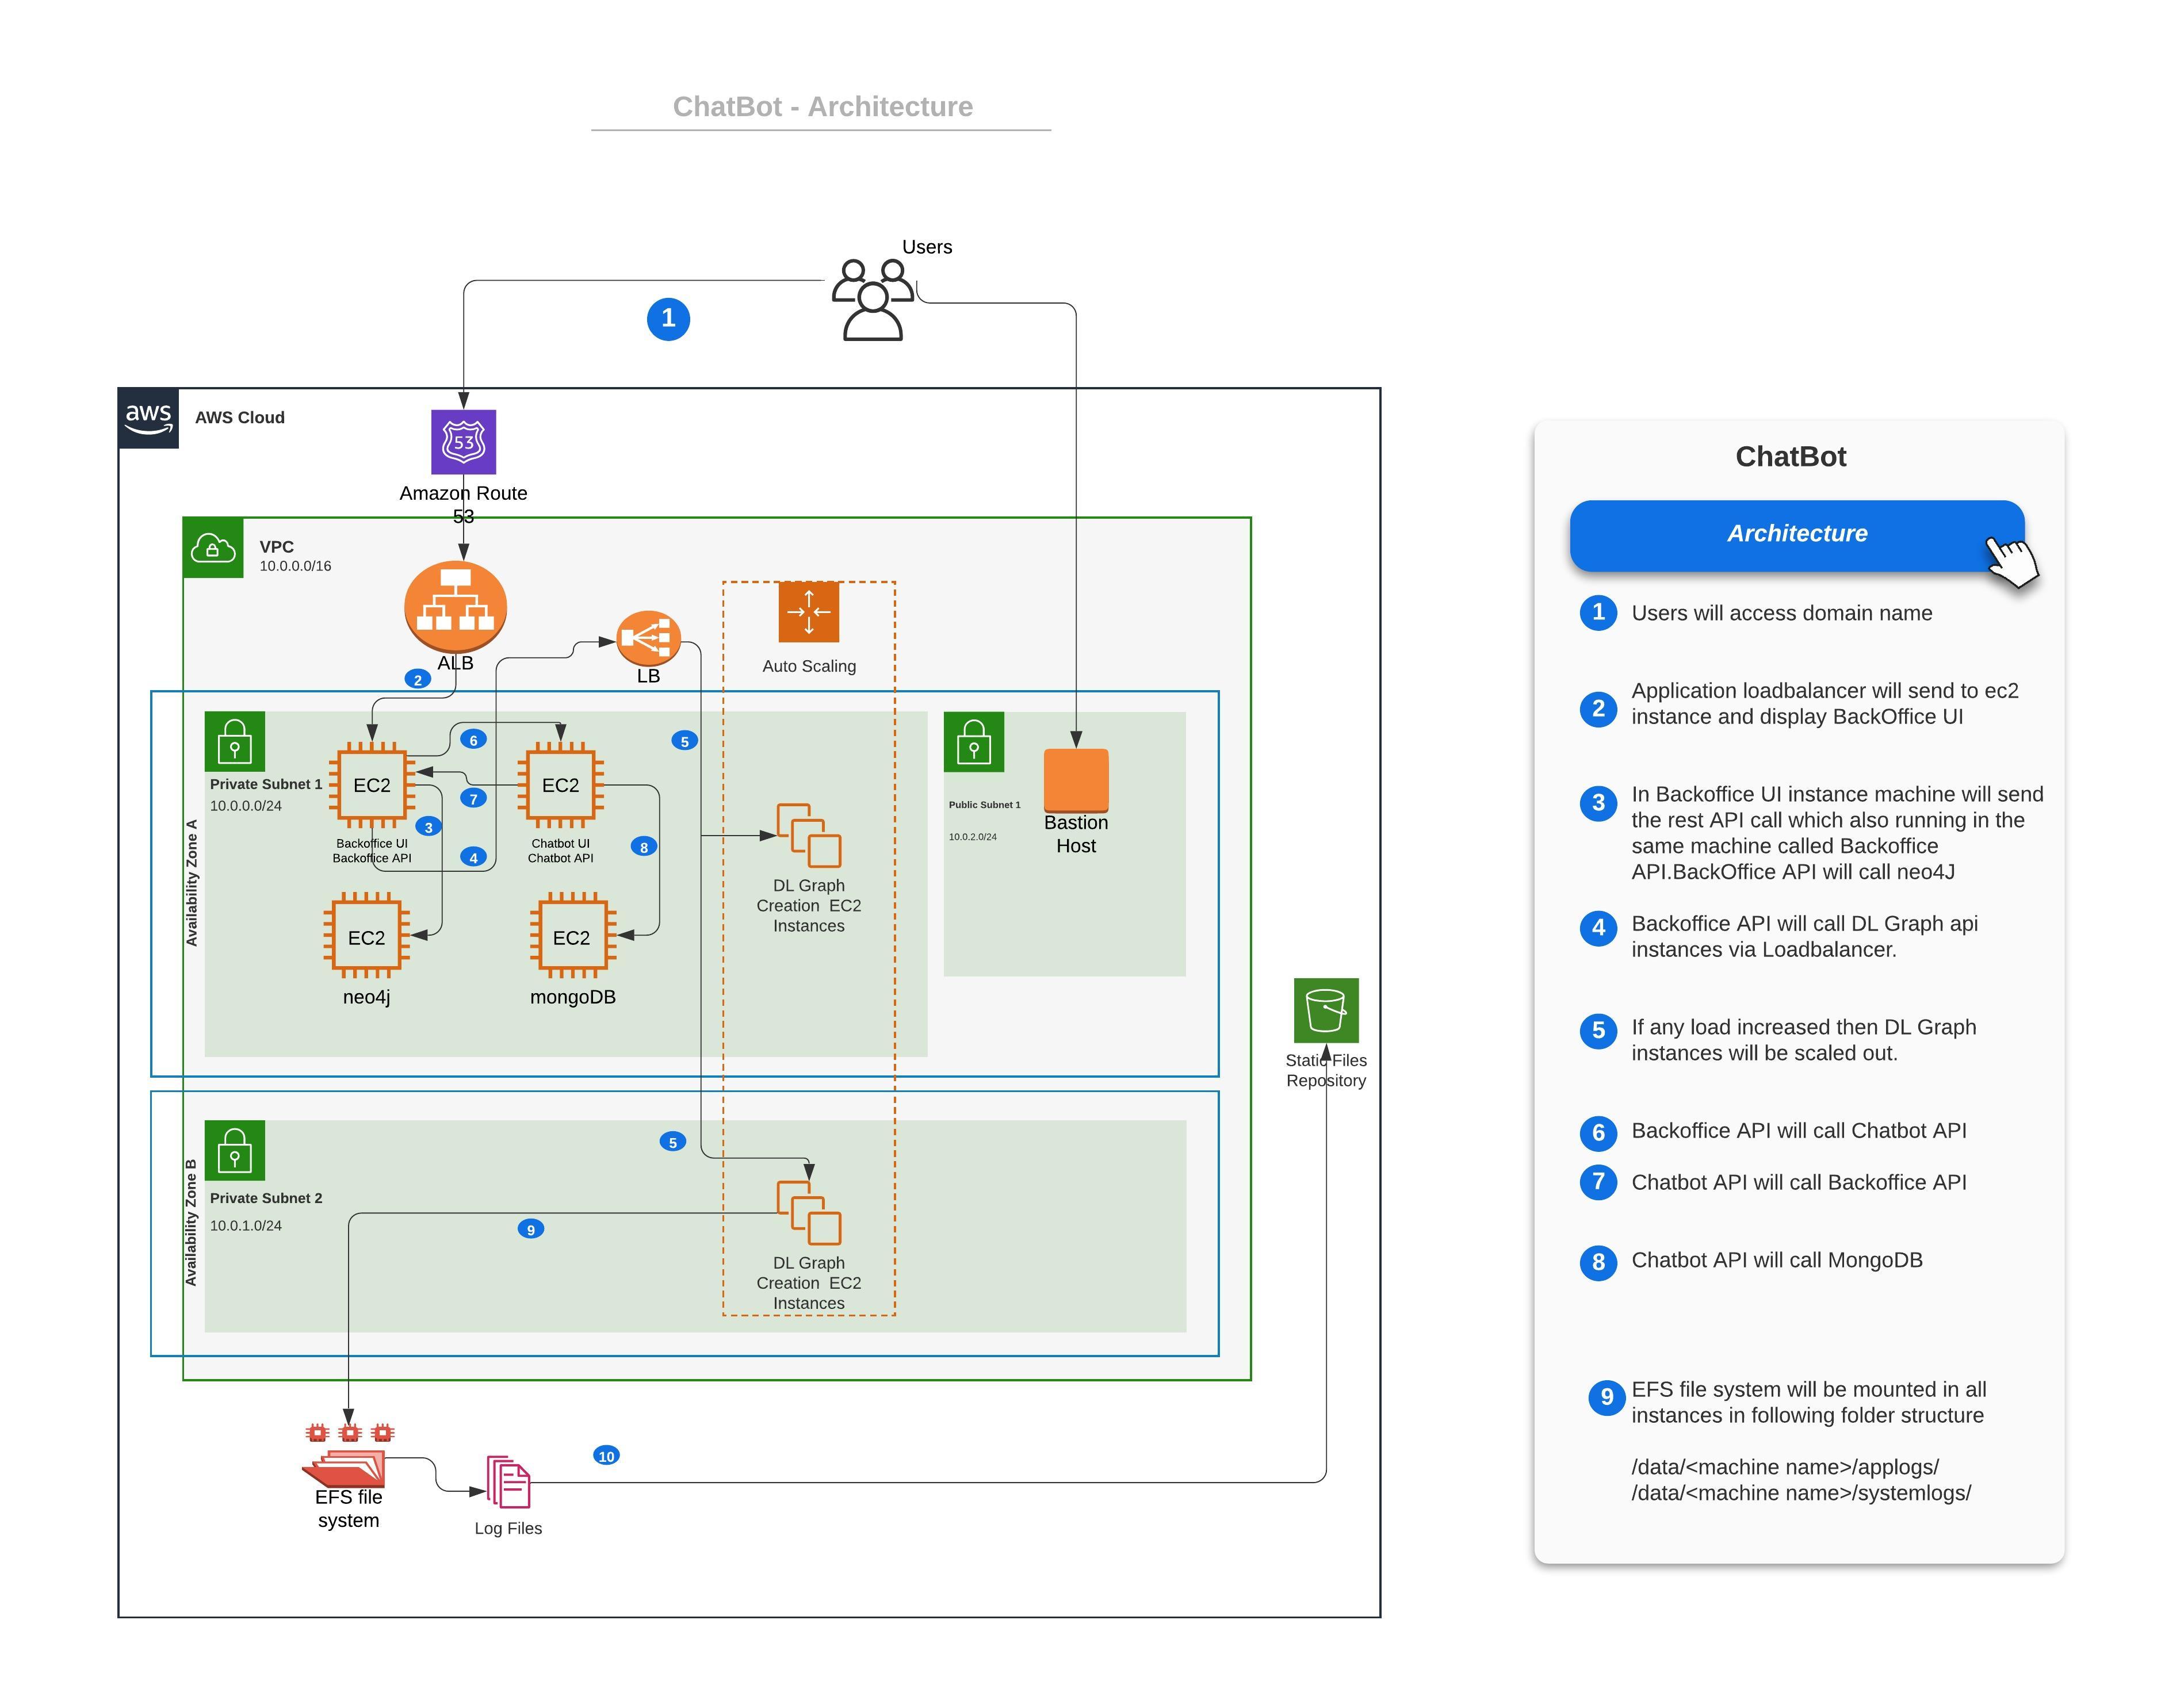 ChatBot - Architecture
Users
1
aws
AWS Cloud
53
Amazon Route
53
VPC
10.0.0.0/16
ALB
2
LB
Auto Scaling
Availability Zone A
Private Subnet 1
10.0.0.0/24
EC2
Backoffice UI
Backoffice API
6
7
3
4
EC2
Chatbot UI
Chatbot API
8
5
EC2
neo4j
EC2
mongoDB
DL Graph
Creation EC2
Instances
Public Subnet 1
10.0.2.0/24
Bastion
Host
Static Files
Repository
Availability Zone B
Private Subnet 2
10.0.1.0/24
5
9
DL Graph
Creation EC2
Instances
EFS file
system
Log Files
10
ChatBot
Architecture
1 Users will access domain name
2 Application loadbalancer will send to ec2
instance and display BackOffice UI
3 In Backoffice UI instance machine will send
the rest API call which also running in the
same machine called Backoffice
API.BackOffice API will call neo4J
4 Backoffice API will call DL Graph api
instances via Loadbalancer.
5 If any load increased then DL Graph
instances will be scaled out.
6 Backoffice API will call Chatbot API
7 Chatbot API will call Backoffice API
8 Chatbot API will call MongoDB
9 EFS file system will be mounted in all
instances in following folder structure
/data/<machine name>/applogs/
/data/<machine name>/systemlogs/